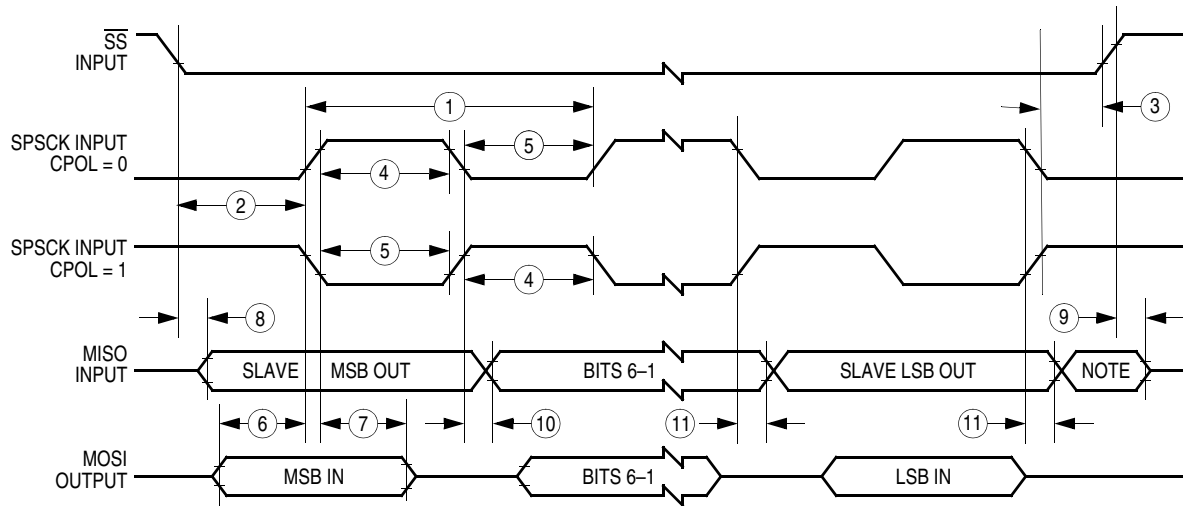 SS
INPUT
1
3
SPSCK INPUT
CPOL = 0
5
4
2
SPSCK INPUT
CPOL = 1
5
4
8
9
MISO
INPUT
SLAVE MSB OUT
BITS 6–1
SLAVE LSB OUT
NOTE
6
7
10
11
11
MOSI
OUTPUT
MSB IN
BITS 6–1
LSB IN